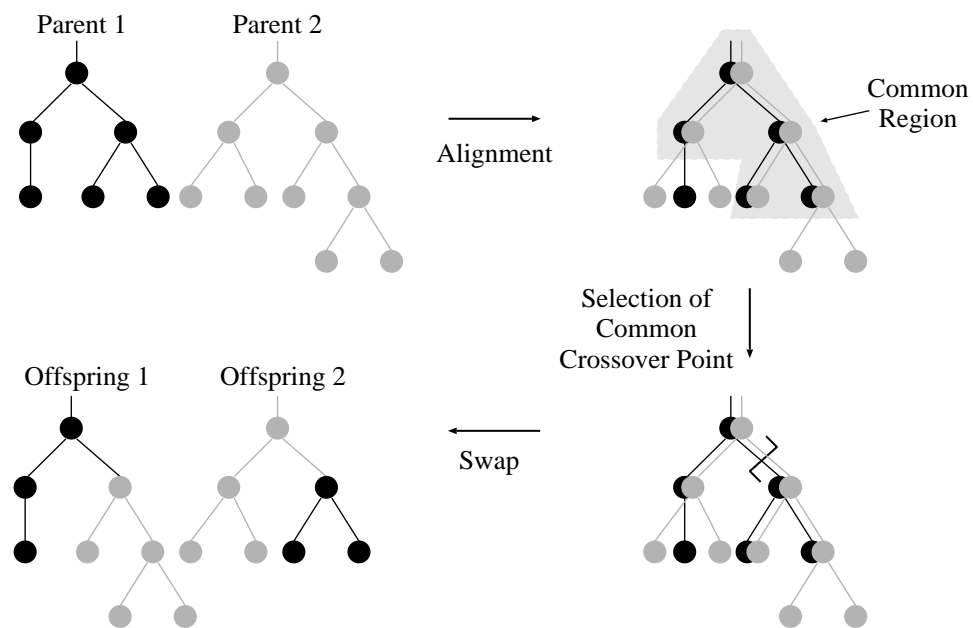 Parent 1
Parent 2
Alignment
Common
Region
Selection of
Common
Crossover Point
Offspring 1
Offspring 2
Swap